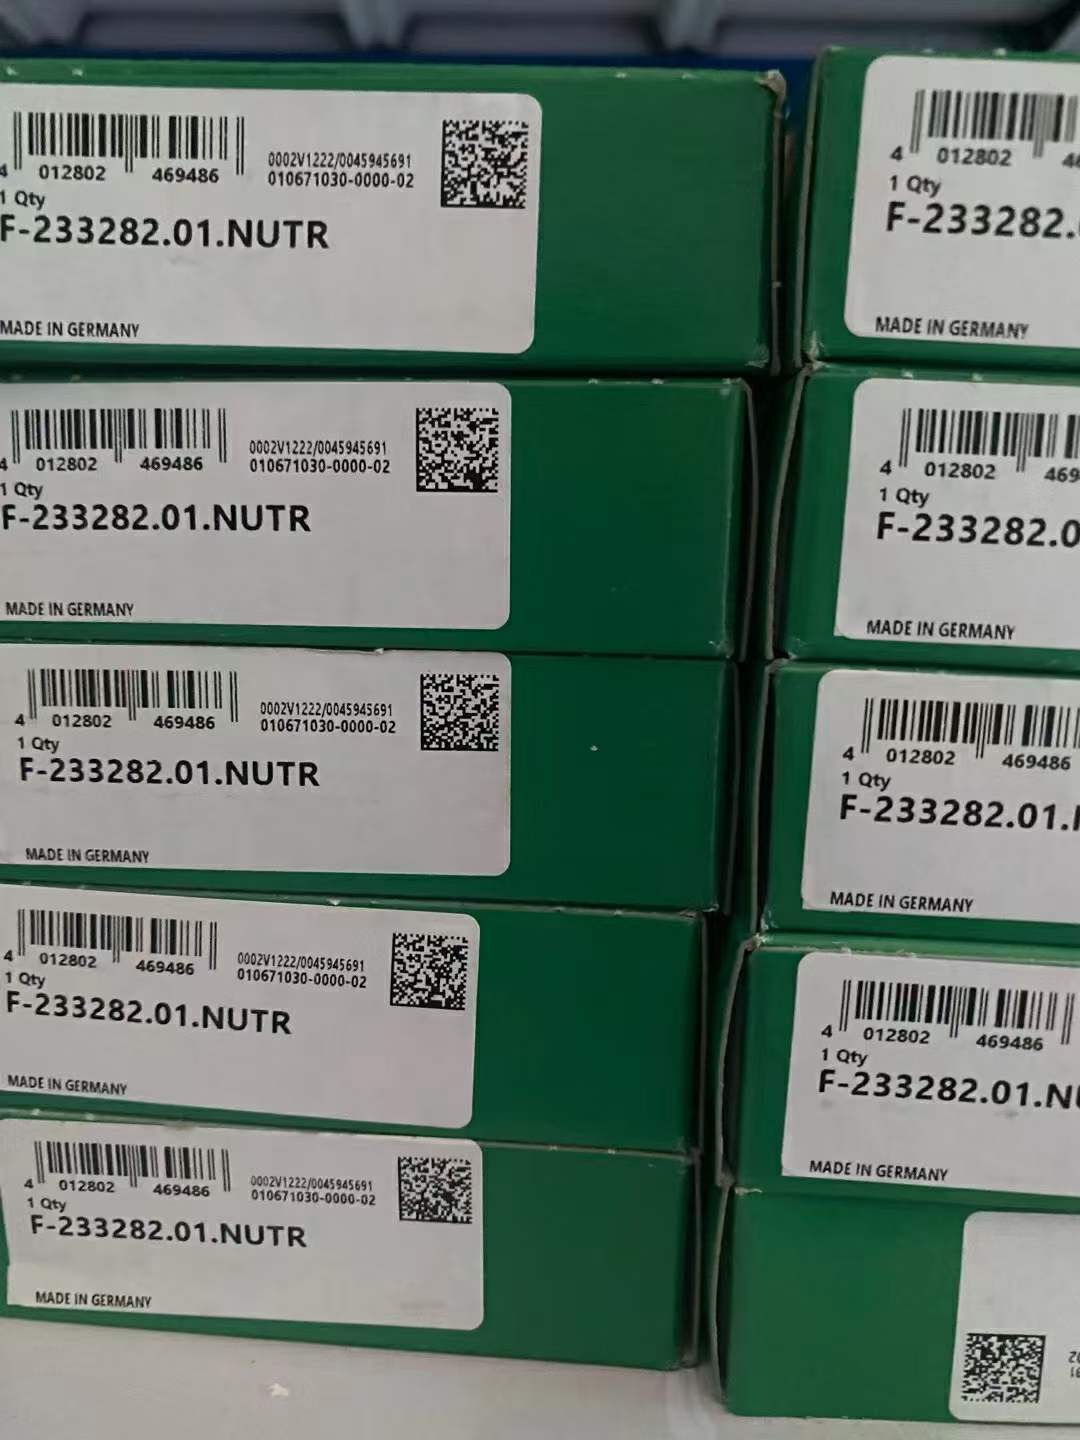 4 012802 469486
0002V1222/0045945691
010671030-0000-02
1 Qty
F-233282.01.NUTR
MADE IN GERMANY
4 012802 469486
0002V1222/0045945691
010671030-0000-02
1 Qty
F-233282.01.NUTR
MADE IN GERMANY
4 012802 469486
0002V1222/0045945691
010671030-0000-02
1 Qty
F-233282.01.NUTR
MADE IN GERMANY
4 012802 469486
0002V1222/0045945691
010671030-0000-02
1 Qty
F-233282.01.NUTR
MADE IN GERMANY
4 012802 469486
0002V1222/0045945691
010671030-0000-02
1 Qty
F-233282.01.NUTR
MADE IN GERMANY
4 012802 46
1 Qty
F-233282.
MADE IN GERMANY
4 012802 469
1 Qty
F-233282.0
MADE IN GERMANY
4 012802 469486
1 Qty
F-233282.01.
MADE IN GERMANY
4 012802 469486
1 Qty
F-233282.01.NU
MADE IN GERMANY